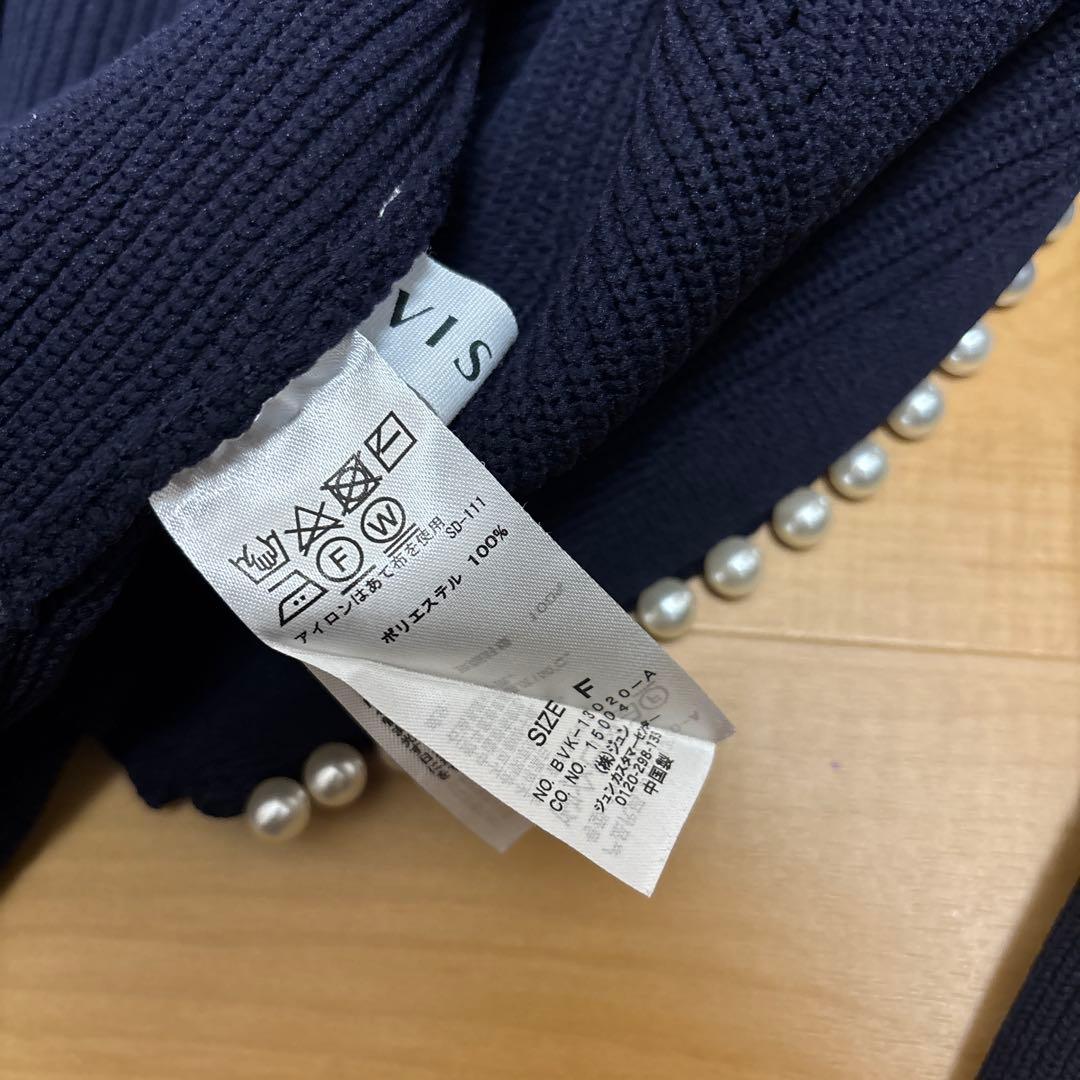 VIS
F
W
アイロンはあて布を使用
SD-111
ポリエステル 100%
SIZE F
NO. BVK-13020-A
CO. NO. 15004
(株)ジュン
ジュンカスタマーセンター
0120-298-133
中国製